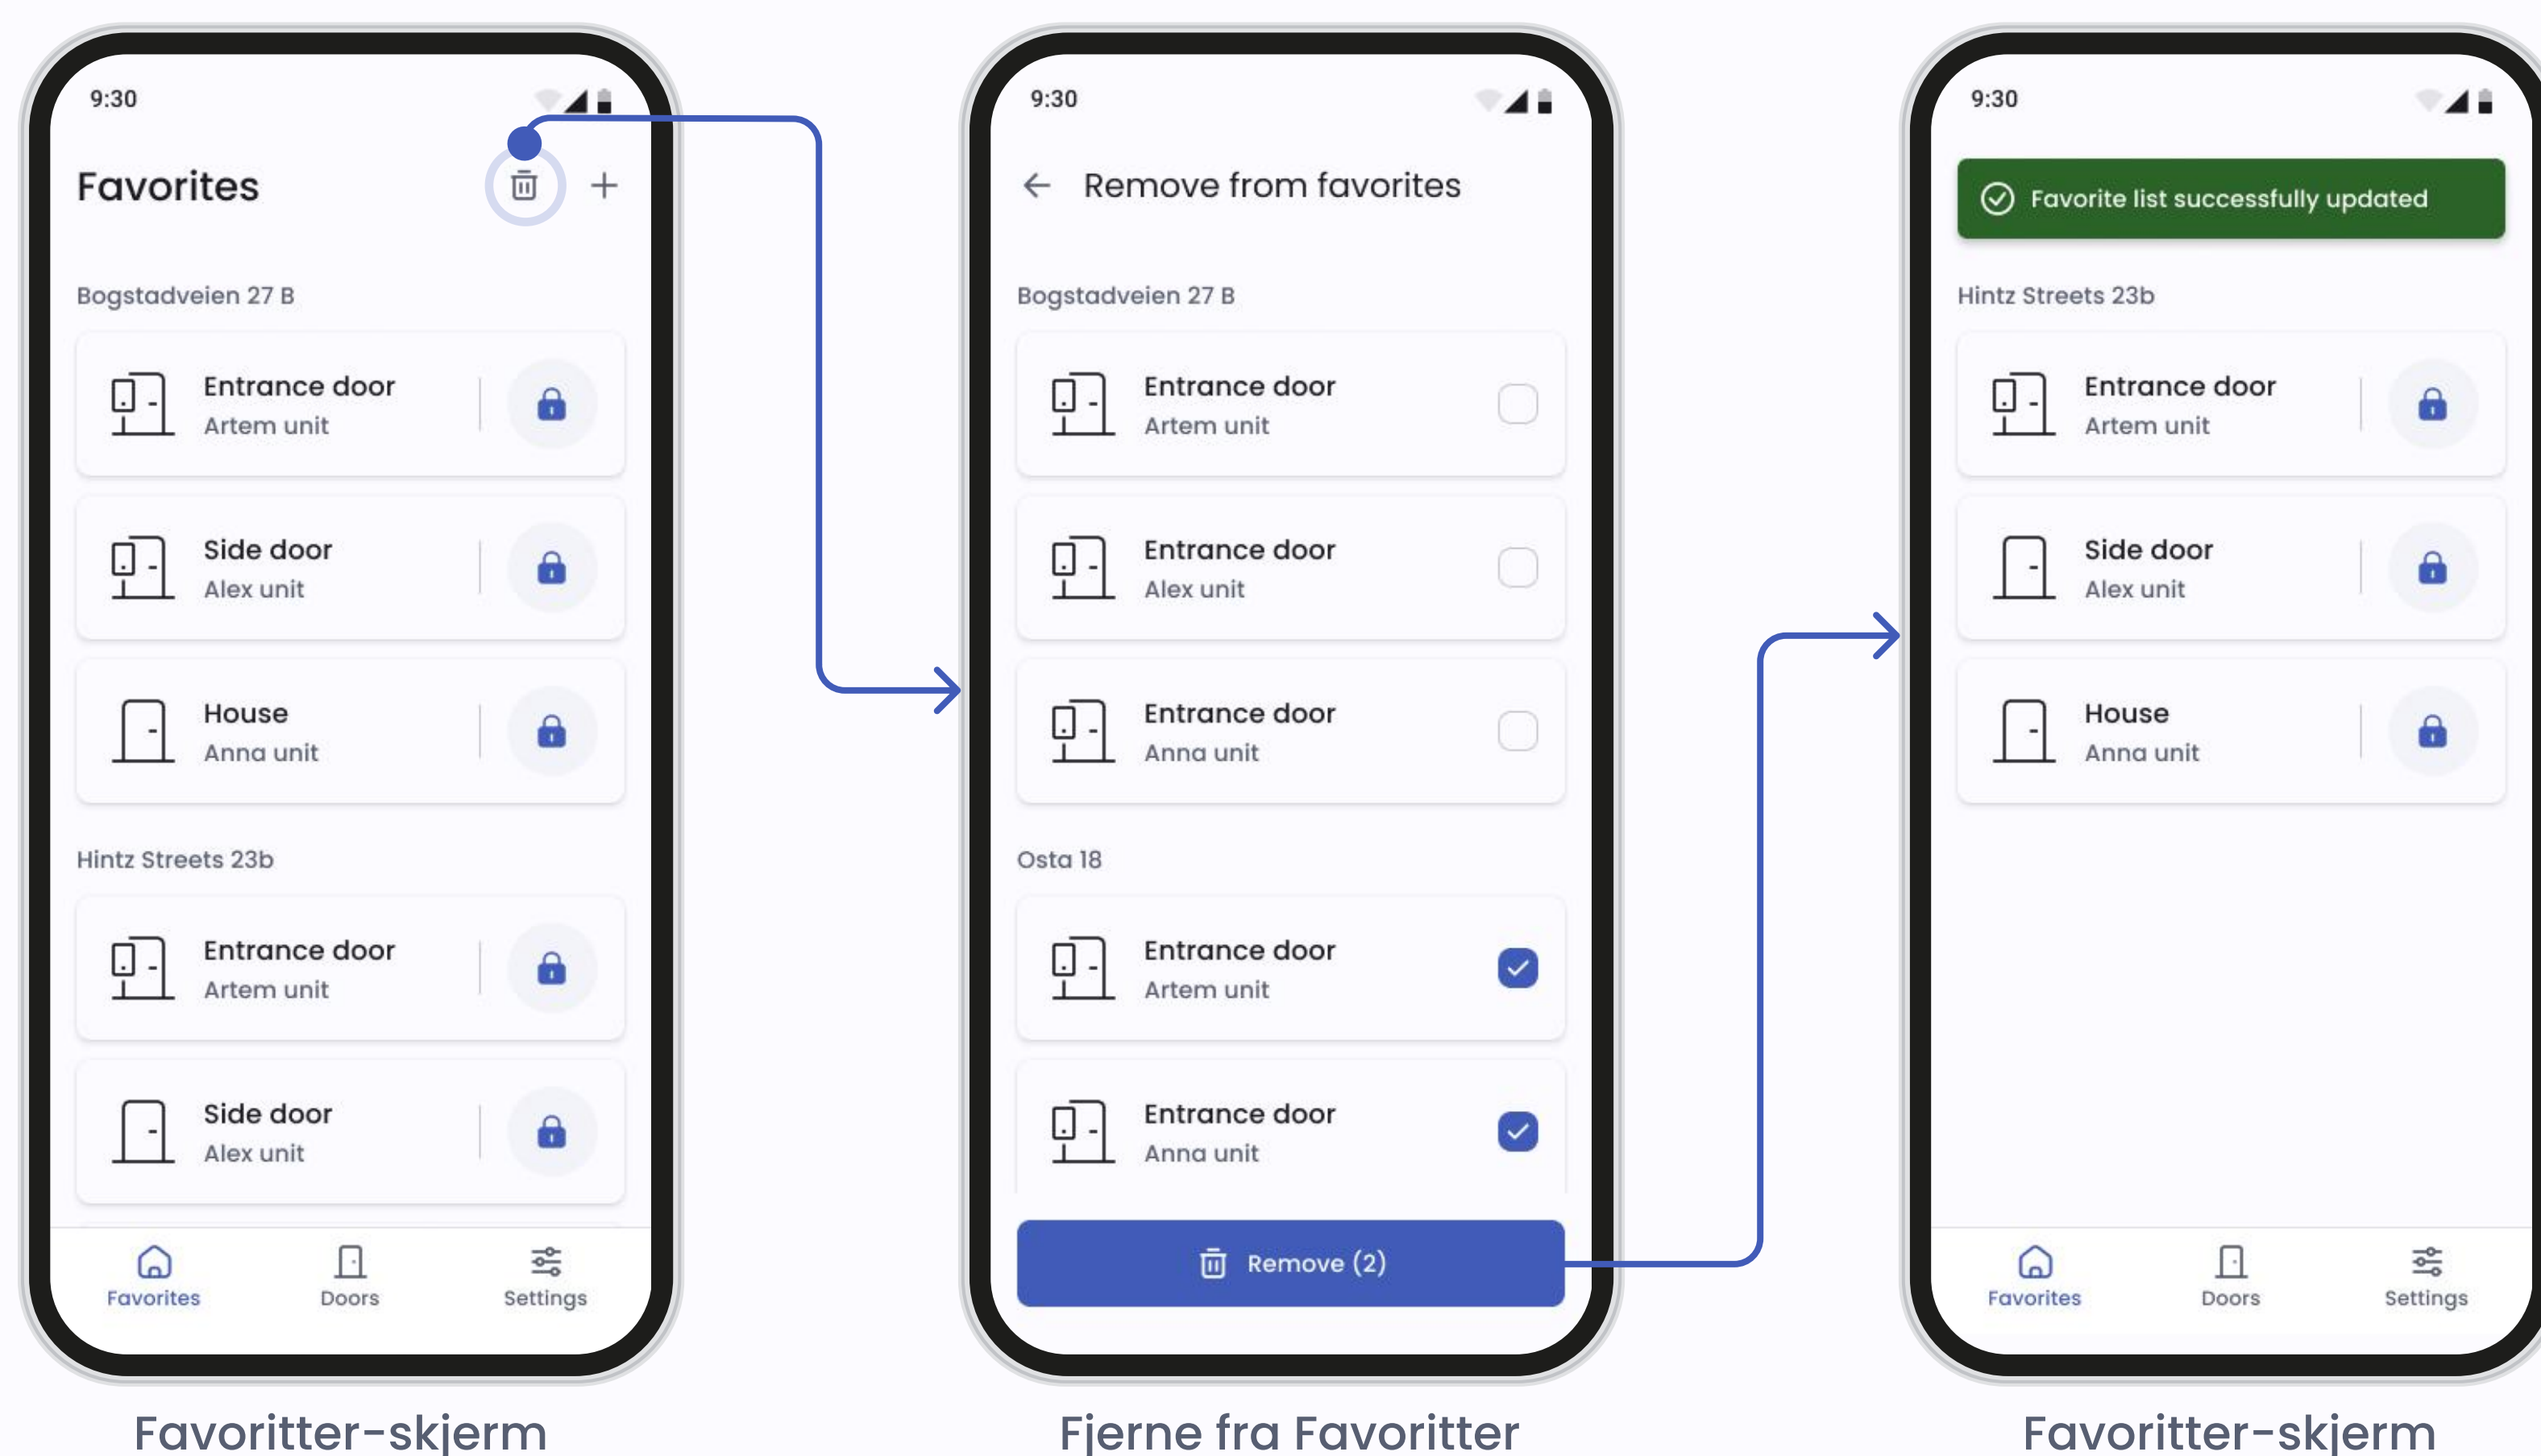 9:30
Favorites
Bogstadveien 27 B
Entrance door
Artem unit
Side door
Alex unit
House
Anna unit
Hintz Streets 23b
Entrance door
Artem unit
Side door
Alex unit
Favorites
Doors
Settings
Favoritter-skjerm
9:30
Remove from favorites
Bogstadveien 27 B
Entrance door
Artem unit
Entrance door
Alex unit
Entrance door
Anna unit
Osta 18
Entrance door
Artem unit
Entrance door
Anna unit
Remove (2)
Fjerne fra Favoritter
9:30
Favorite list successfully updated
Hintz Streets 23b
Entrance door
Artem unit
Side door
Alex unit
House
Anna unit
Favorites
Doors
Settings
Favoritter-skjerm